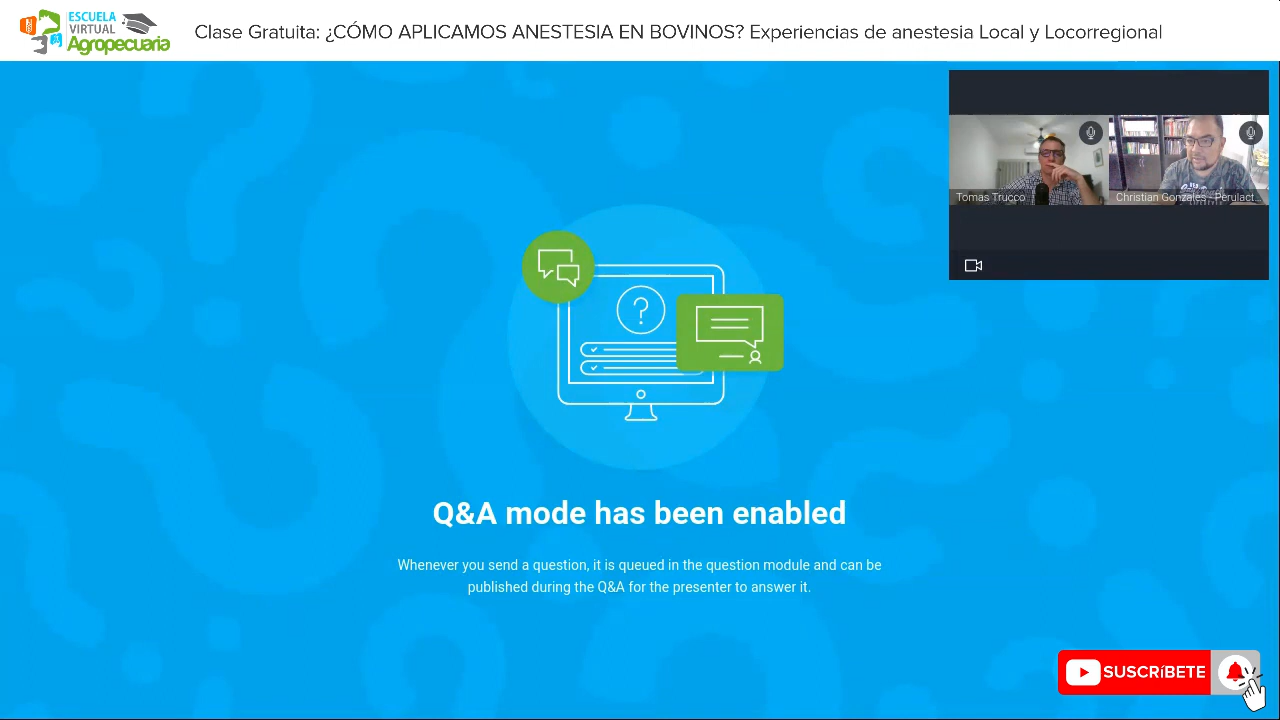 ESCUELA
VIRTUAL
Agropecuaria
Clase Gratuita: ¿CÓMO APLICAMOS ANESTESIA EN BOVINOS? Experiencias de anestesia Local y Locorregional
Tomas Trucco
Christian Gonzales - Perulact...
Q&A mode has been enabled
Whenever you send a question, it is queued in the question module and can be
published during the Q&A for the presenter to answer it.
SUSCRíBETE